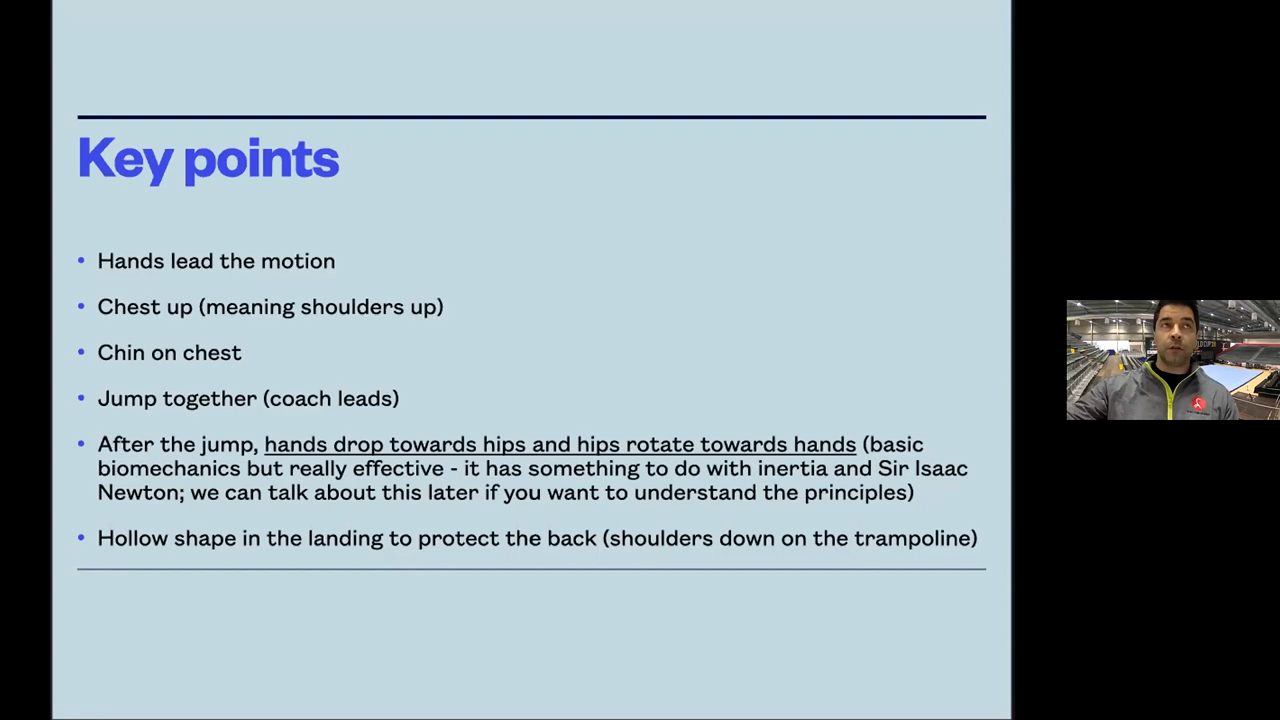 Key points
• Hands lead the motion
• Chest up (meaning shoulders up)
• Chin on chest
• Jump together (coach leads)
• After the jump, hands drop towards hips and hips rotate towards hands (basic
biomechanics but really effective - it has something to do with inertia and Sir Isaac
Newton; we can talk about this later if you want to understand the principles)
• Hollow shape in the landing to protect the back (shoulders down on the trampoline)